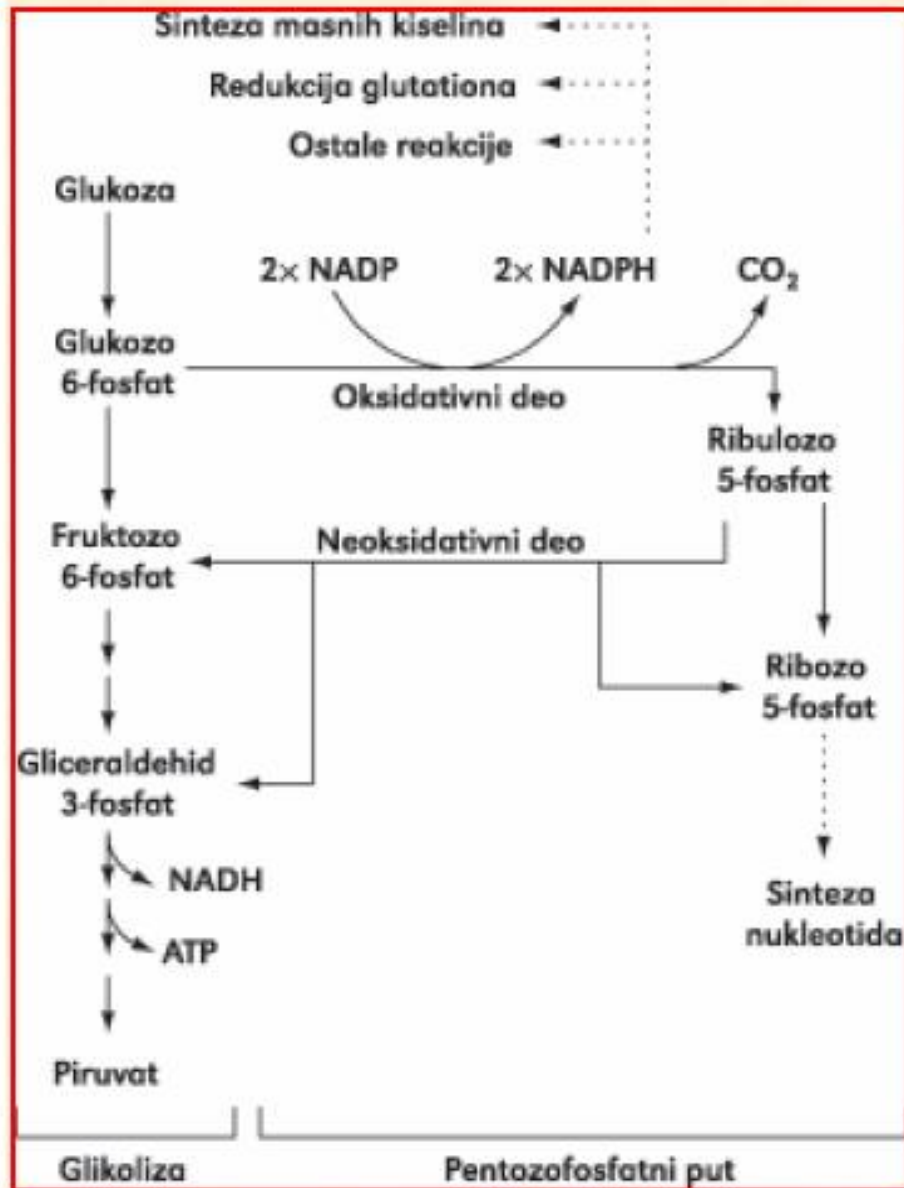 Sinteza masnih kiselina
Redukcija glutationa
Ostale reakcije
Glukoza
2× NADP
2× NADPH
CO₂
Glukozo
6-fosfat
Oksidativni deo
Ribulozo
5-fosfat
Fruktozo
6-fosfat
Neoksidativni deo
Ribozo
5-fosfat
Gliceraldehid
3-fosfat
NADH
ATP
Sinteza
nukleotida
Piruvat
Glikoliza
Pentozofosfatni put